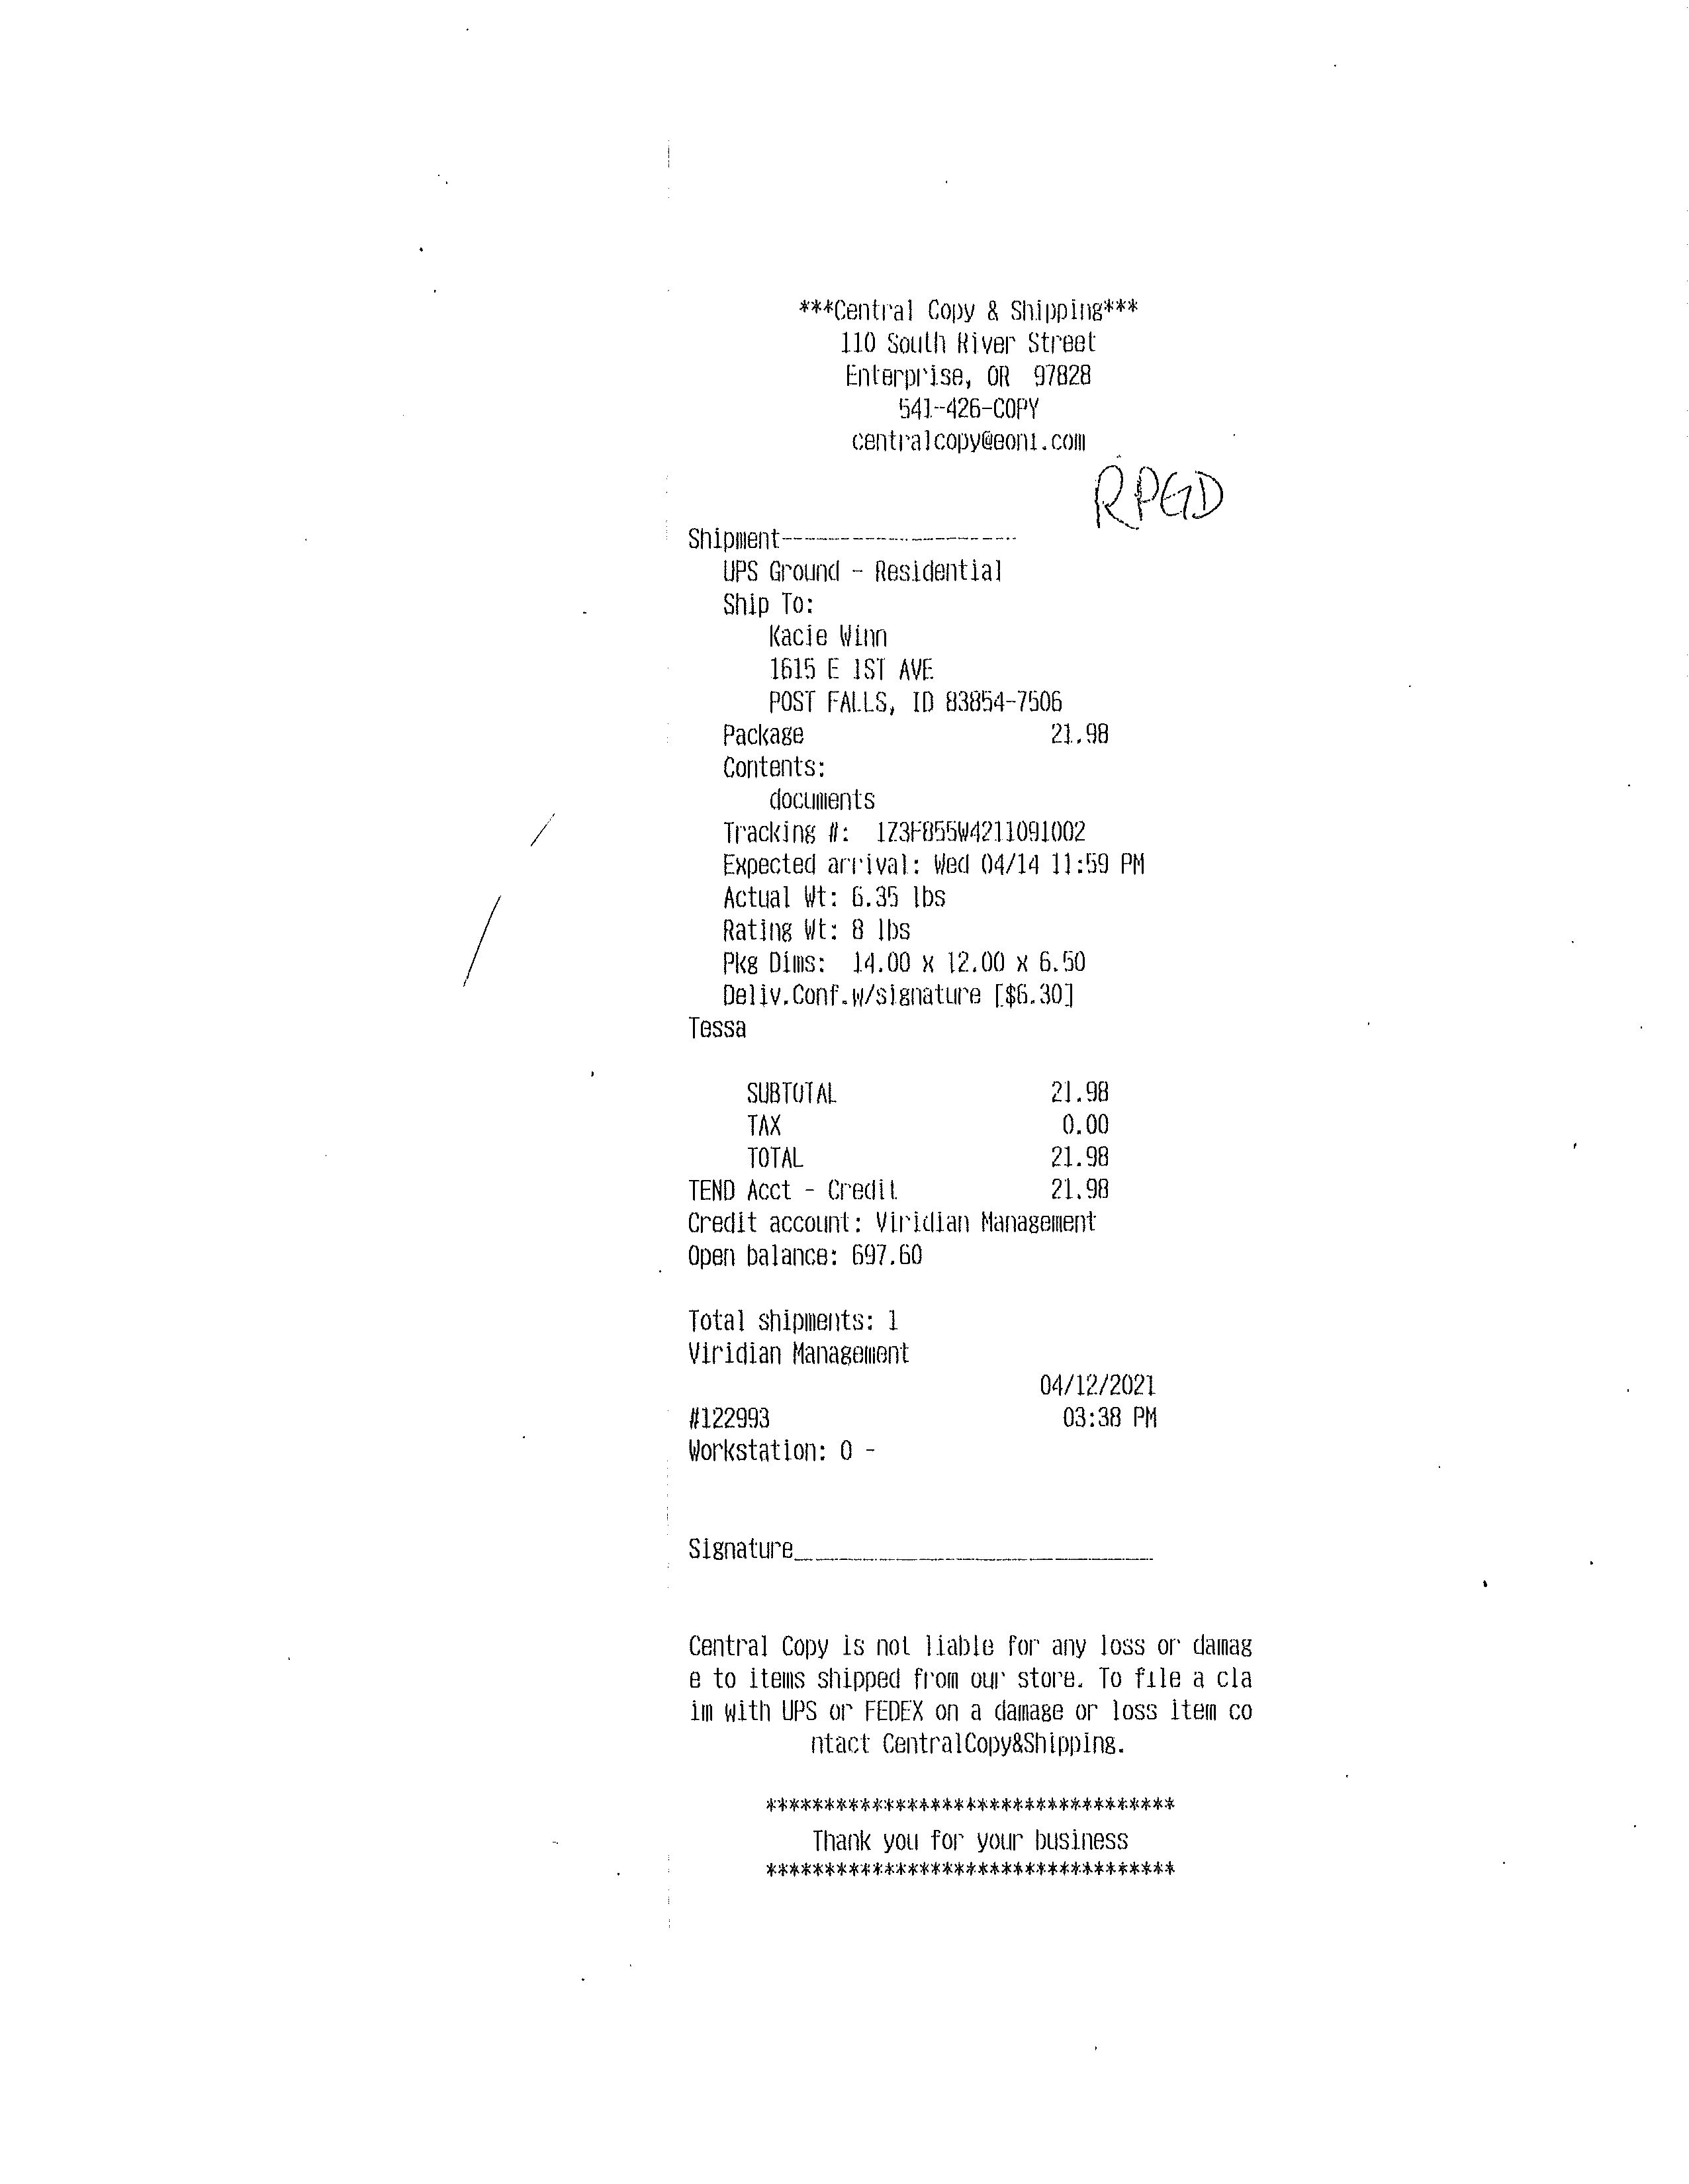 ***Central Copy & Shipping***
110 South River Street
Enterprise, OR 97828
541-426-COPY
centralcopy@eoni.com
RPGD
Shipment--------------------
UPS Ground - Residential
Ship To:
Kacie Winn
1615 E 1ST AVE
POST FALLS, ID 83854-7506
Package 21.98
Contents:
documents
Tracking #: 1Z3F855W4211091002
Expected arrival: Wed 04/14 11:59 PM
Actual Wt: 6.35 lbs
Rating Wt: 8 lbs
Pkg Dims: 14.00 x 12.00 x 6.50
Deliv.Conf.w/signature [$6.30]
Tessa
SUBTOTAL 21.98
TAX 0.00
TOTAL 21.98
TEND Acct - Credit 21.98
Credit account: Viridian Management
Open balance: 697.60
Total shipments: 1
Viridian Management
04/12/2021
#122993 03:38 PM
Workstation: 0 -
Signature_______________________________
Central Copy is not liable for any loss or damag
e to items shipped from our store. To file a cla
im with UPS or FEDEX on a damage or loss item co
ntact CentralCopy&Shipping.
***********************************
Thank you for your business
***********************************